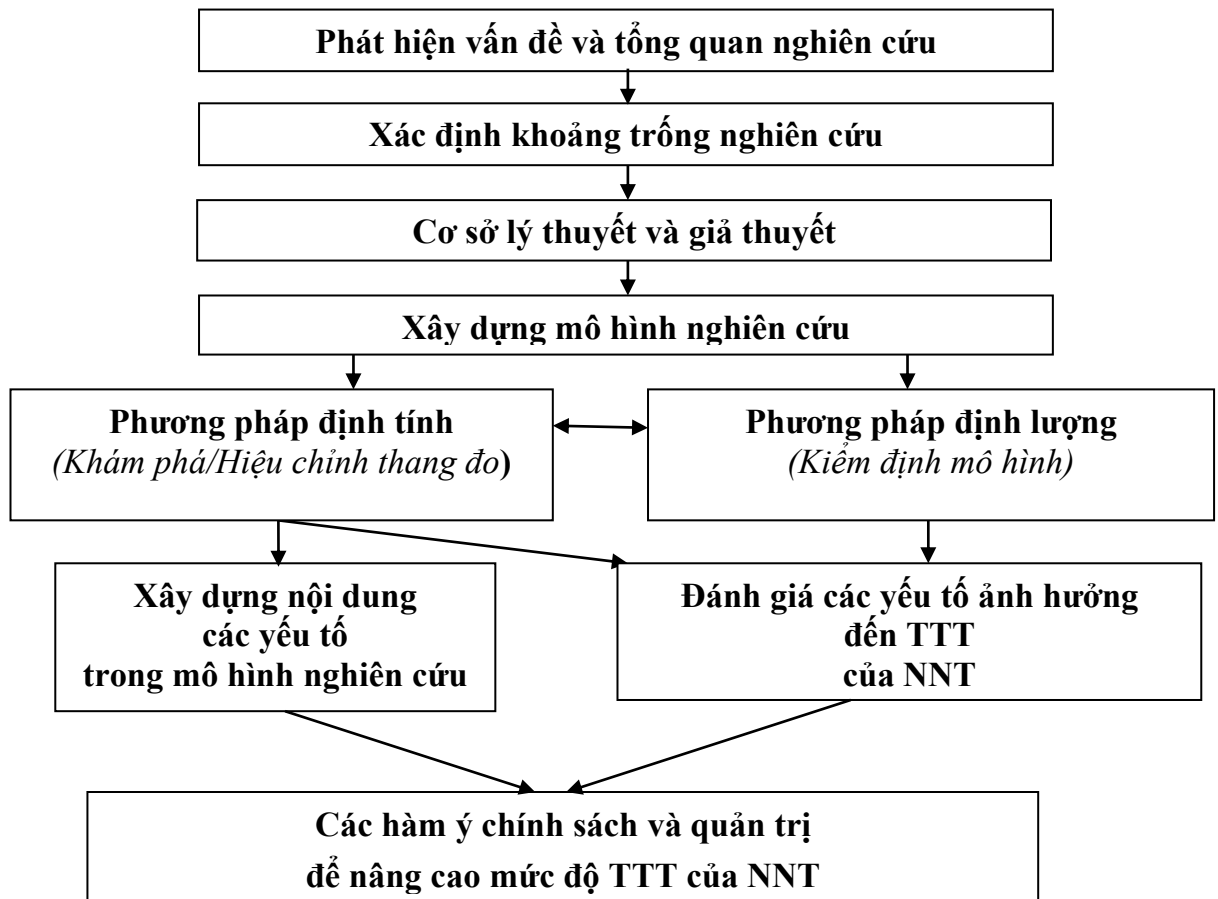 Phát hiện vấn đề và tổng quan nghiên cứu
Xác định khoảng trống nghiên cứu
Cơ sở lý thuyết và giả thuyết
Xây dựng mô hình nghiên cứu
Phương pháp định tính
(Khám phá/Hiệu chỉnh thang đo)
Phương pháp định lượng
(Kiểm định mô hình)
Xây dựng nội dung
các yếu tố
trong mô hình nghiên cứu
Đánh giá các yếu tố ảnh hưởng
đến TTT
của NNT
Các hàm ý chính sách và quản trị
để nâng cao mức độ TTT của NNT